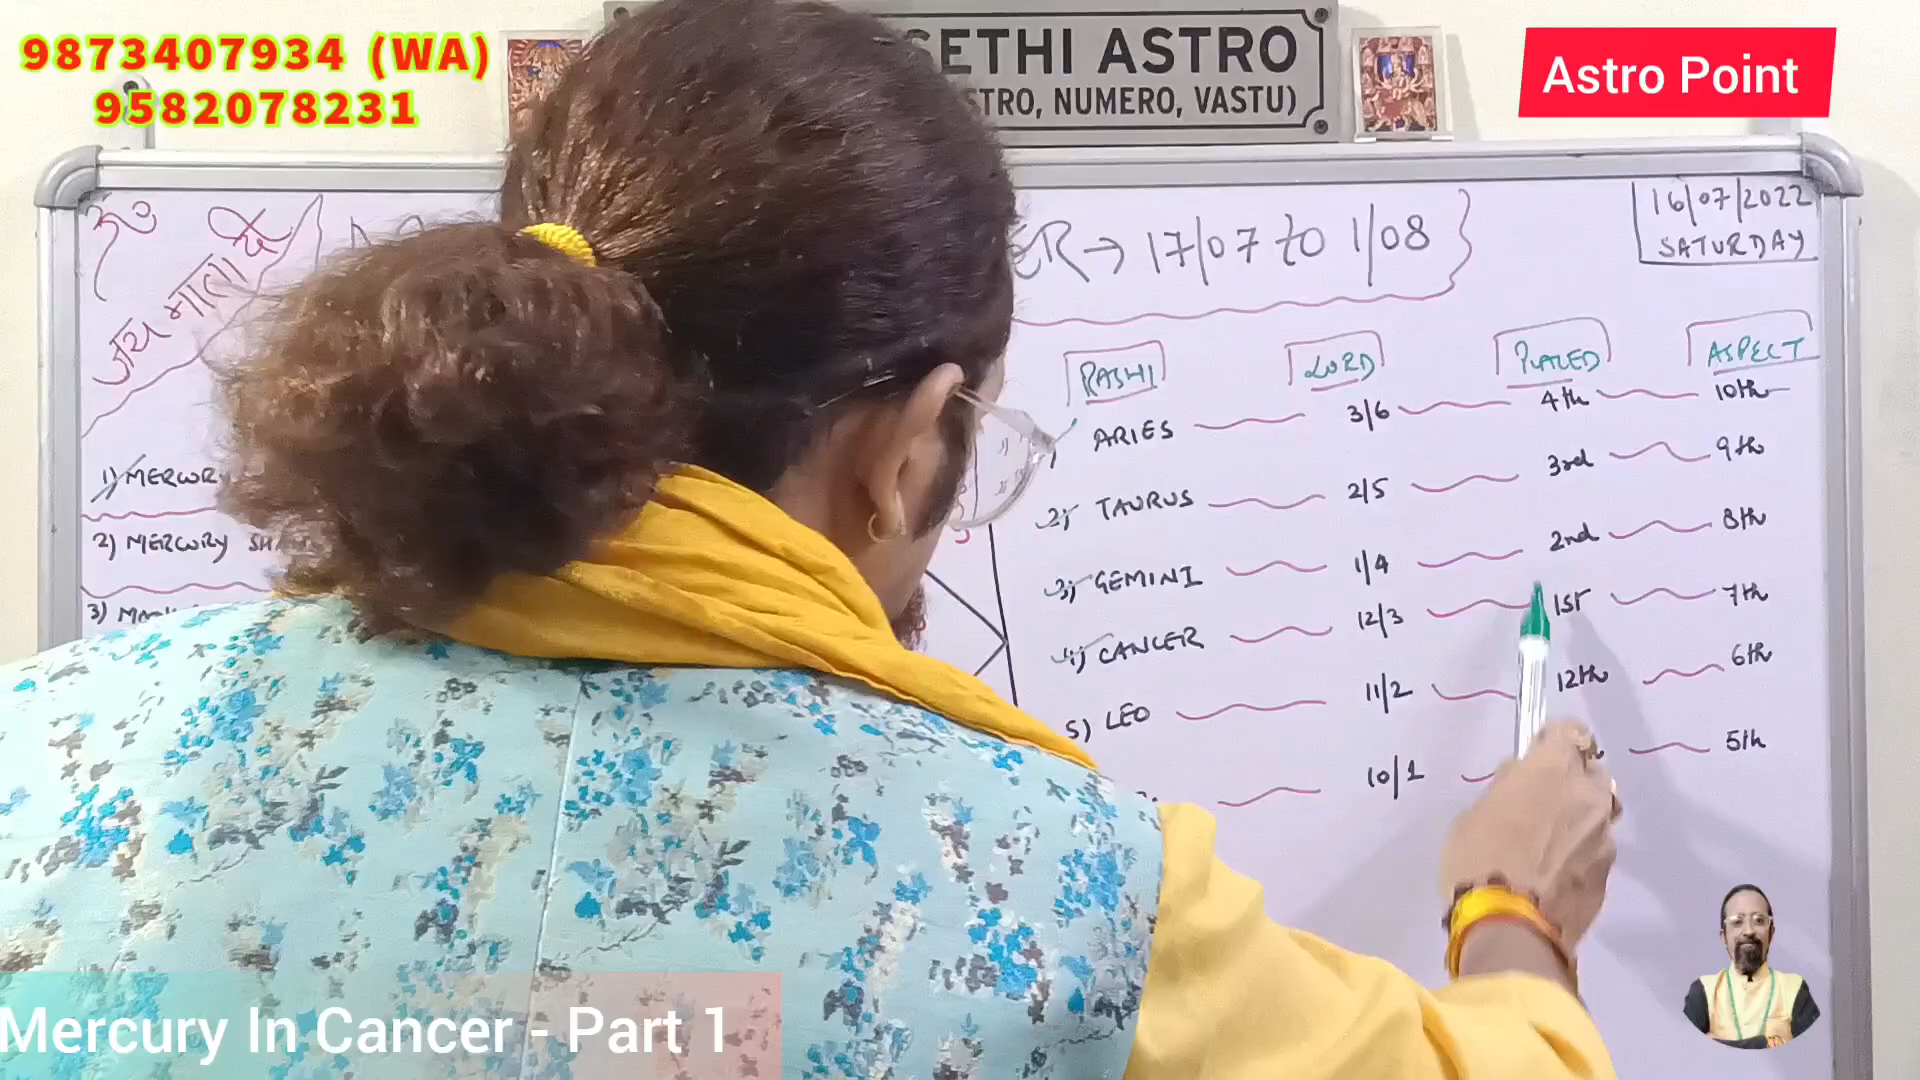 9873407934 (WA)
9582078231
SETHI ASTRO
STRO, NUMERO, VASTU)
Astro Point
ॐ
जय माता दी
ER → 17/07 to 1/08
16/07/2022
SATURDAY
1) MERCURY
2) MERCURY
3)
RASHI LORD PLACED ASPECT
ARIES 3/6 4th 10th
2) TAURUS 2/5 3rd 9th
3) GEMINI 1/4 2nd 8th
4) CANCER 12/3 1st 7th
5) LEO 11/2 12th 6th
10/1 5th
Mercury In Cancer - Part 1